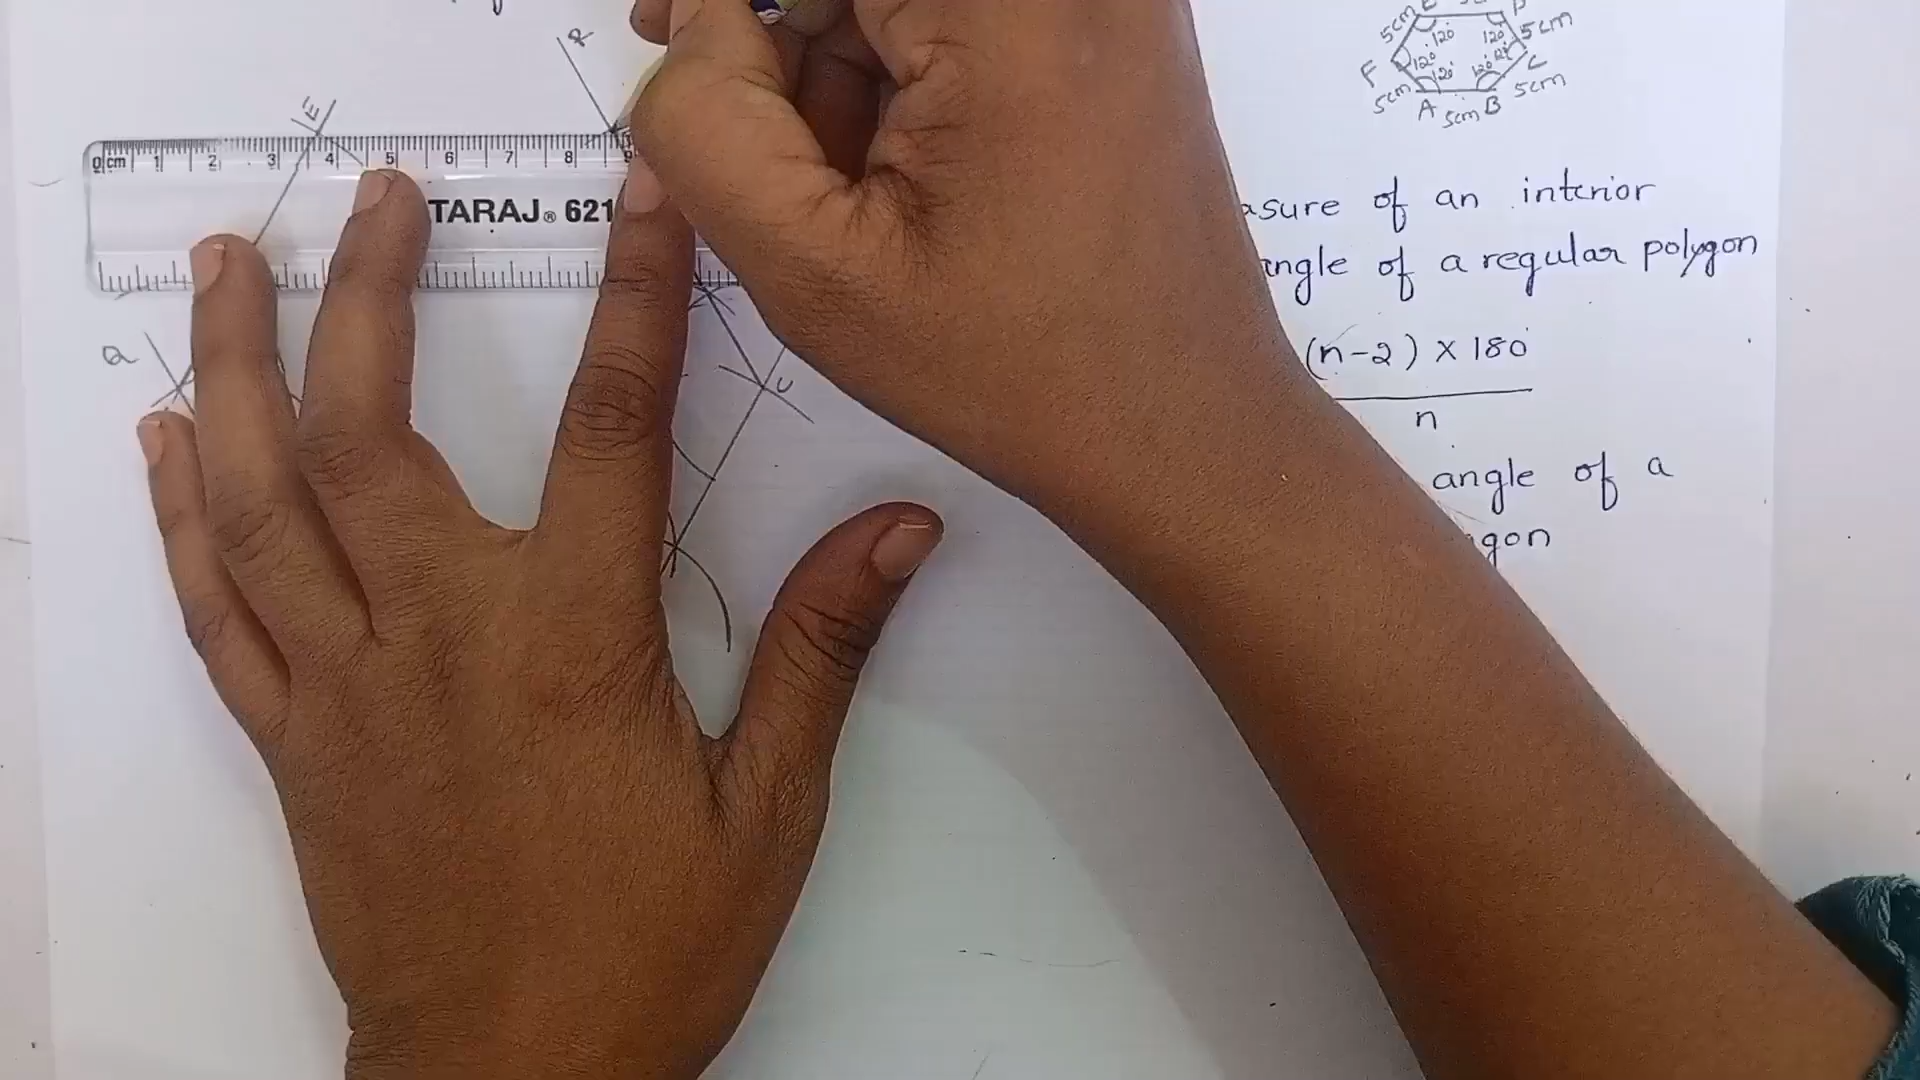 R
E
0 cm 1 2 3 4 5 6 7 8 9
TARAJ® 621
Q
C
5cm 5cm
120° 120°
F 120° 120° C
120° 120°
5cm A 5cm B 5cm
asure of an interior
angle of a regular polygon
(n-2) X 180°
n
angle of a
gon